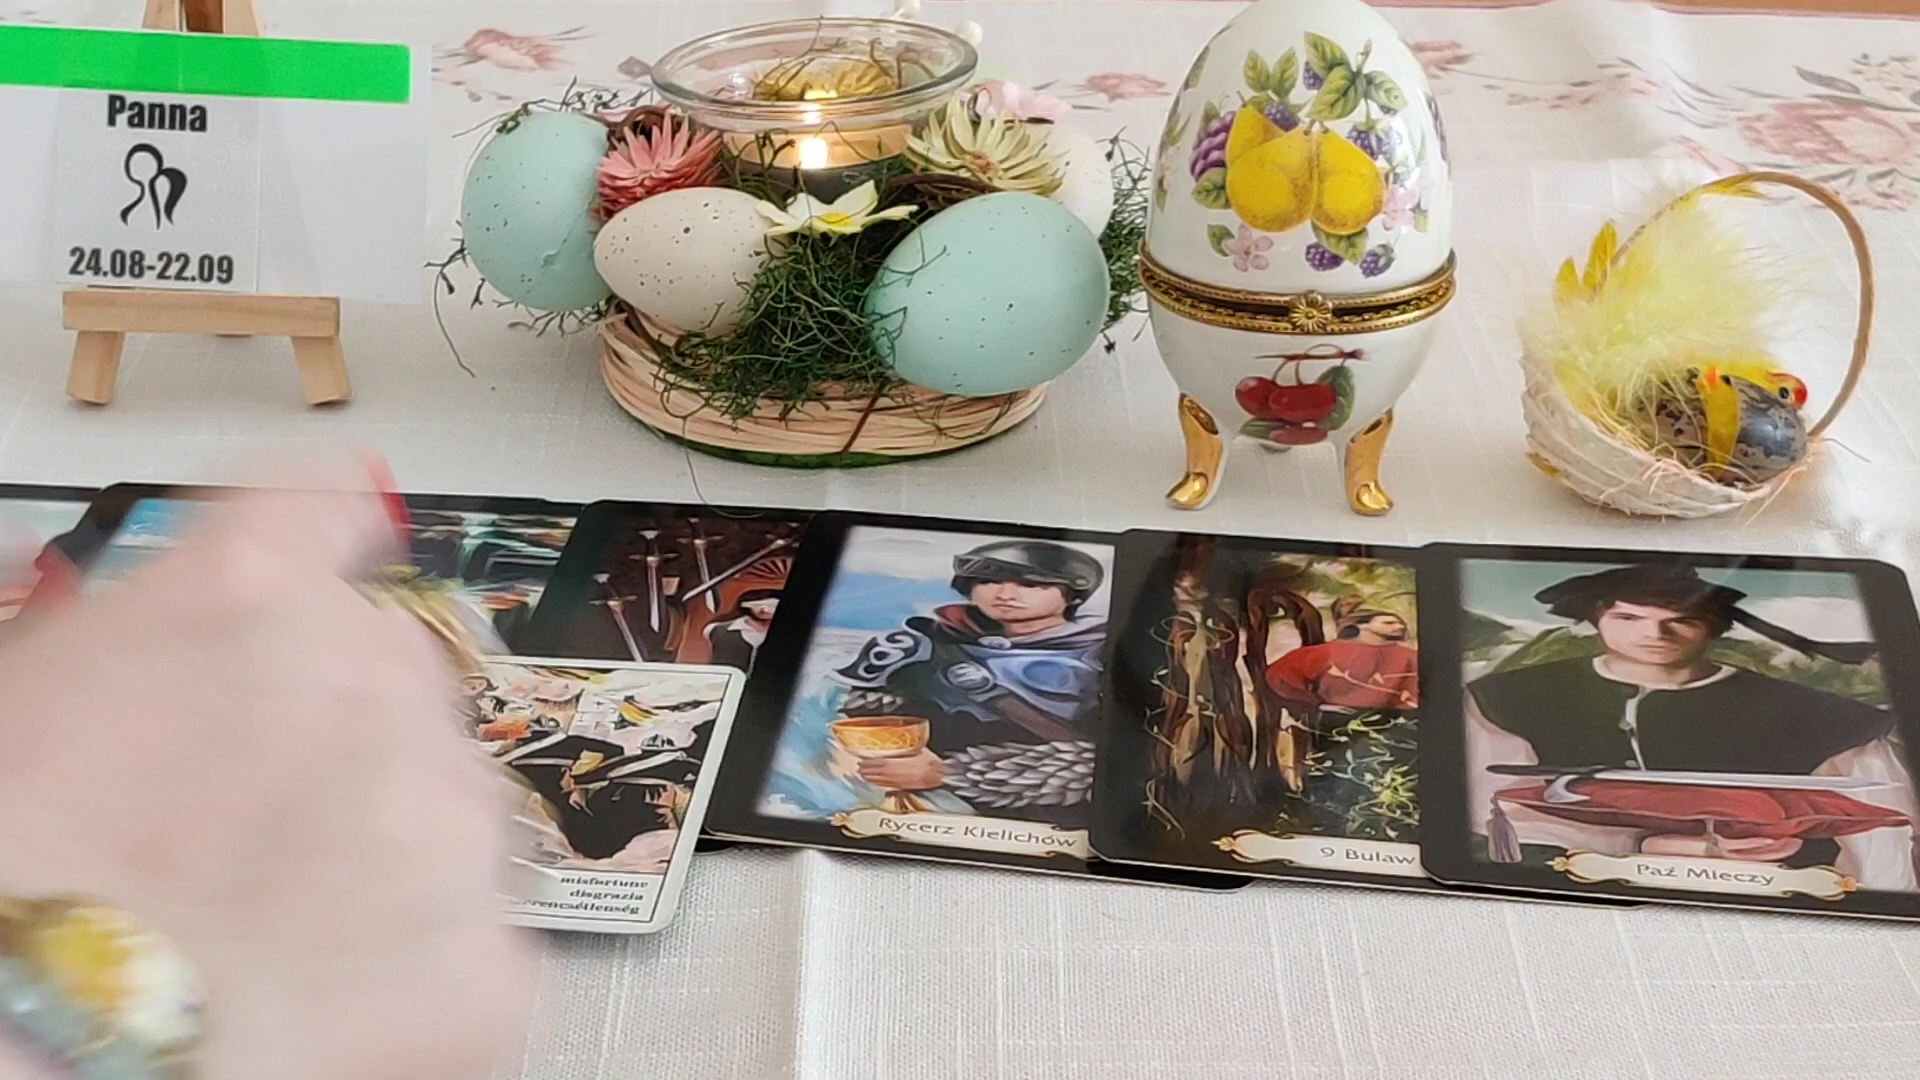 Panna
24.08-22.09
Rycerz Kielichów
9 Buław
Paź Mieczy
misfortune
disgrazia